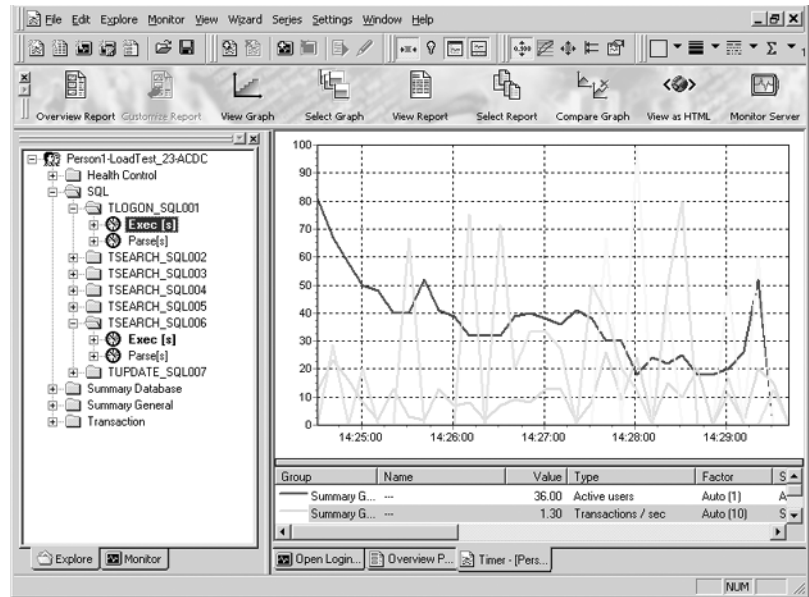 File Edit Explore Monitor View Wizard Series Settings Window Help
Overview Report Customize Report View Graph Select Graph View Report Select Report Compare Graph View as HTML Monitor Server
Person1-LoadTest_23-ACDC
Health Control
SQL
TLOGON_SQL001
Exec [s]
Parse[s]
TSEARCH_SQL002
TSEARCH_SQL003
TSEARCH_SQL004
TSEARCH_SQL005
TSEARCH_SQL006
Exec [s]
Parse[s]
TUPDATE_SQL007
Summary Database
Summary General
Transaction
Explore Monitor
100
90
80
70
60
50
40
30
20
10
0
14:25:00 14:26:00 14:27:00 14:28:00 14:29:00
Group Name Value Type Factor S
Summary G... --- 36.00 Active users Auto (1) A
Summary G... --- 1.30 Transactions / sec Auto (10) S
Open Login... Overview P... Timer - [Pers...
NUM